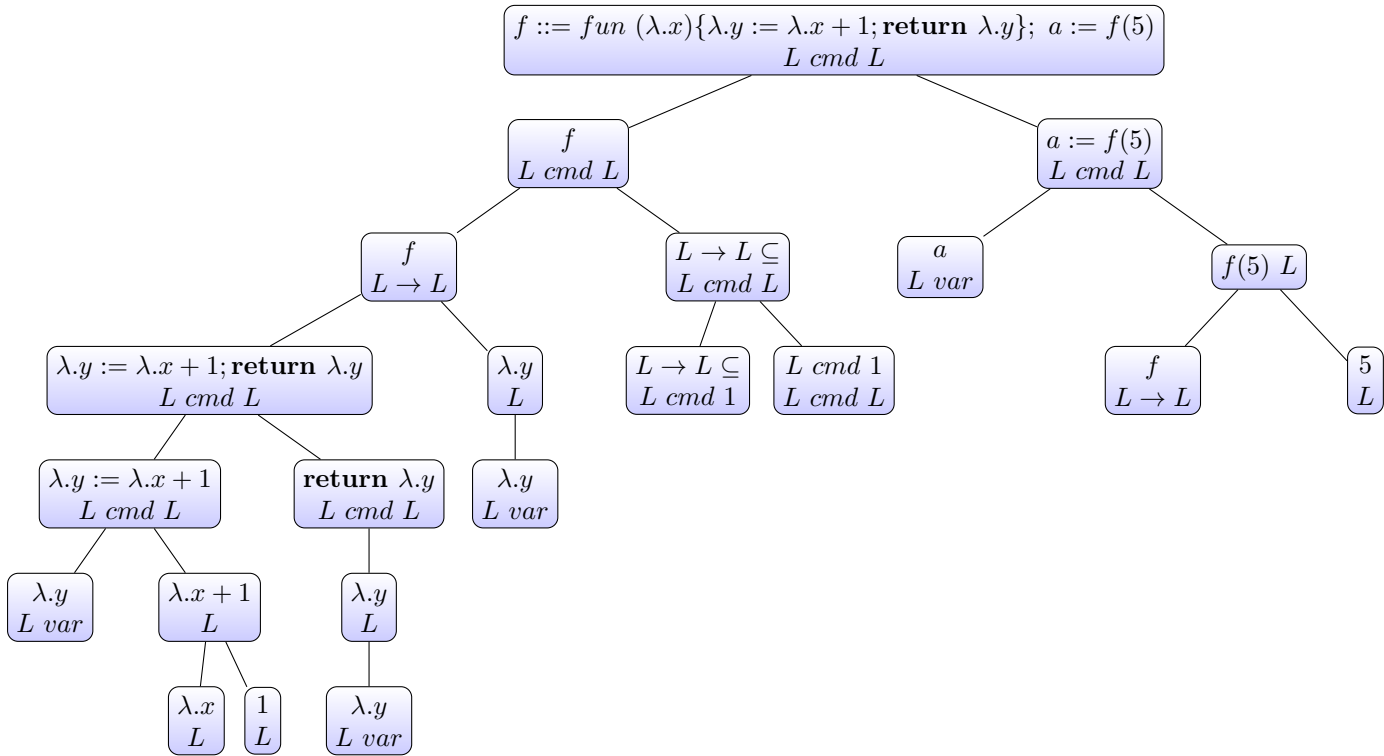 f ::= fun (λ.x){λ.y := λ.x + 1; return λ.y}; a := f(5)
L cmd L
f
L cmd L
a := f(5)
L cmd L
f
L → L
L → L ⊆
L cmd L
a
L var
f(5) L
λ.y := λ.x + 1; return λ.y
L cmd L
λ.y
L
L → L ⊆
L cmd 1
L cmd 1
L cmd L
f
L → L
5
L
λ.y := λ.x + 1
L cmd L
return λ.y
L cmd L
λ.y
L var
λ.y
L var
λ.x + 1
L
λ.y
L
λ.x
L
1
L
λ.y
L var